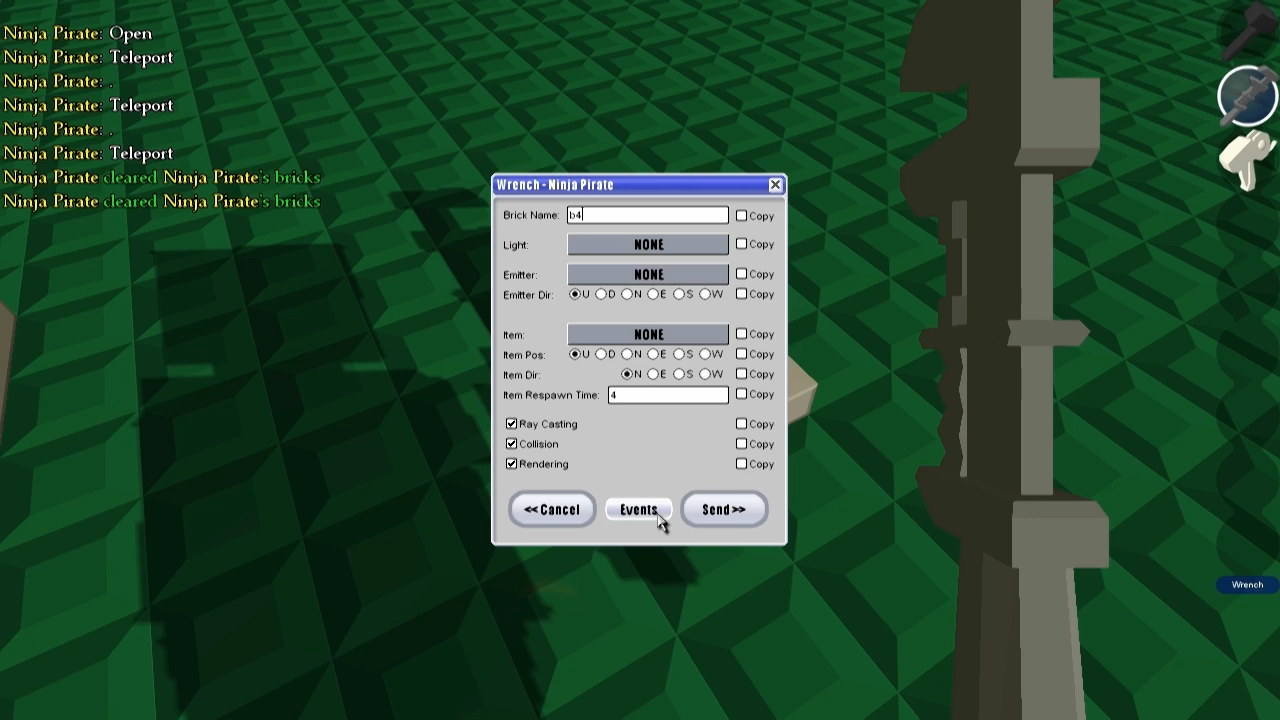 Ninja Pirate: Open
Ninja Pirate: Teleport
Ninja Pirate: .
Ninja Pirate: Teleport
Ninja Pirate: .
Ninja Pirate: Teleport
Ninja Pirate cleared Ninja Pirate's bricks
Ninja Pirate cleared Ninja Pirate's bricks
Wrench - Ninja Pirate
Brick Name: b4 Copy
Light: NONE Copy
Emitter: NONE Copy
Emitter Dir: U D N E S W Copy
Item: NONE Copy
Item Pos: U D N E S W Copy
Item Dir: N E S W Copy
Item Respawn Time: 4 Copy
Ray Casting Copy
Collision Copy
Rendering Copy
<<Cancel Events Send>>
Wrench